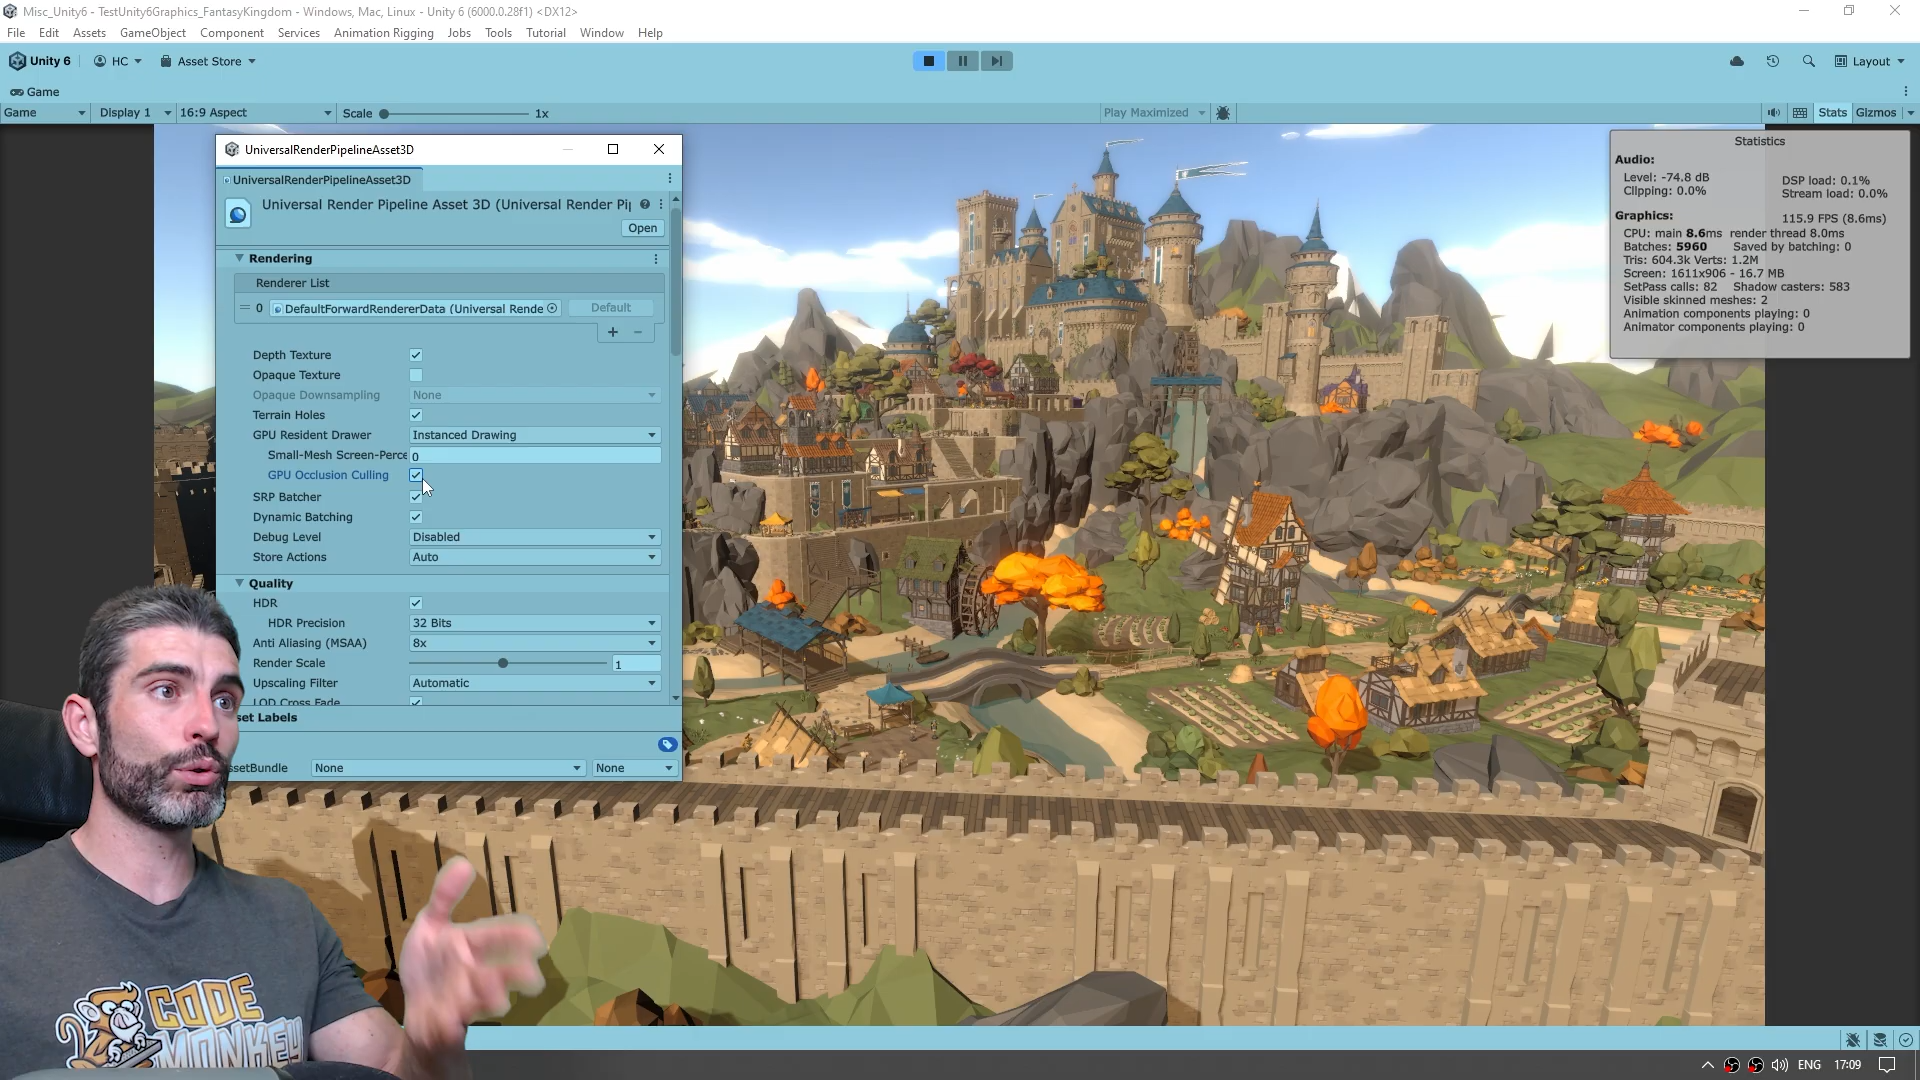 Misc_Unity6 - TestUnity6Graphics_FantasyKingdom - Windows, Mac, Linux - Unity 6 (6000.0.28f1) <DX12>
File Edit Assets GameObject Component Services Animation Rigging Jobs Tools Tutorial Window Help
Unity 6 HC Asset Store Layout
Game
Game Display 1 16:9 Aspect Scale 1x Play Maximized Stats Gizmos
UniversalRenderPipelineAsset3D
UniversalRenderPipelineAsset3D
Universal Render Pipeline Asset 3D (Universal Render Pi
Open
Rendering
Renderer List
0 DefaultForwardRendererData (Universal Rende Default
Depth Texture
Opaque Texture
Opaque Downsampling None
Terrain Holes
GPU Resident Drawer Instanced Drawing
Small-Mesh Screen-Perce 0
GPU Occlusion Culling
SRP Batcher
Dynamic Batching
Debug Level Disabled
Store Actions Auto
Quality
HDR
HDR Precision 32 Bits
Anti Aliasing (MSAA) 8x
Render Scale 1
Upscaling Filter Automatic
LOD Cross Fade
set Labels
ssetBundle None None
Statistics
Audio:
Level: -74.8 dB DSP load: 0.1%
Clipping: 0.0% Stream load: 0.0%
Graphics: 115.9 FPS (8.6ms)
CPU: main 8.6ms render thread 8.0ms
Batches: 5960 Saved by batching: 0
Tris: 604.3k Verts: 1.2M
Screen: 1611x906 - 16.7 MB
SetPass calls: 82 Shadow casters: 583
Visible skinned meshes: 2
Animation components playing: 0
Animator components playing: 0
CODE
MONKEY
ENG 17:09